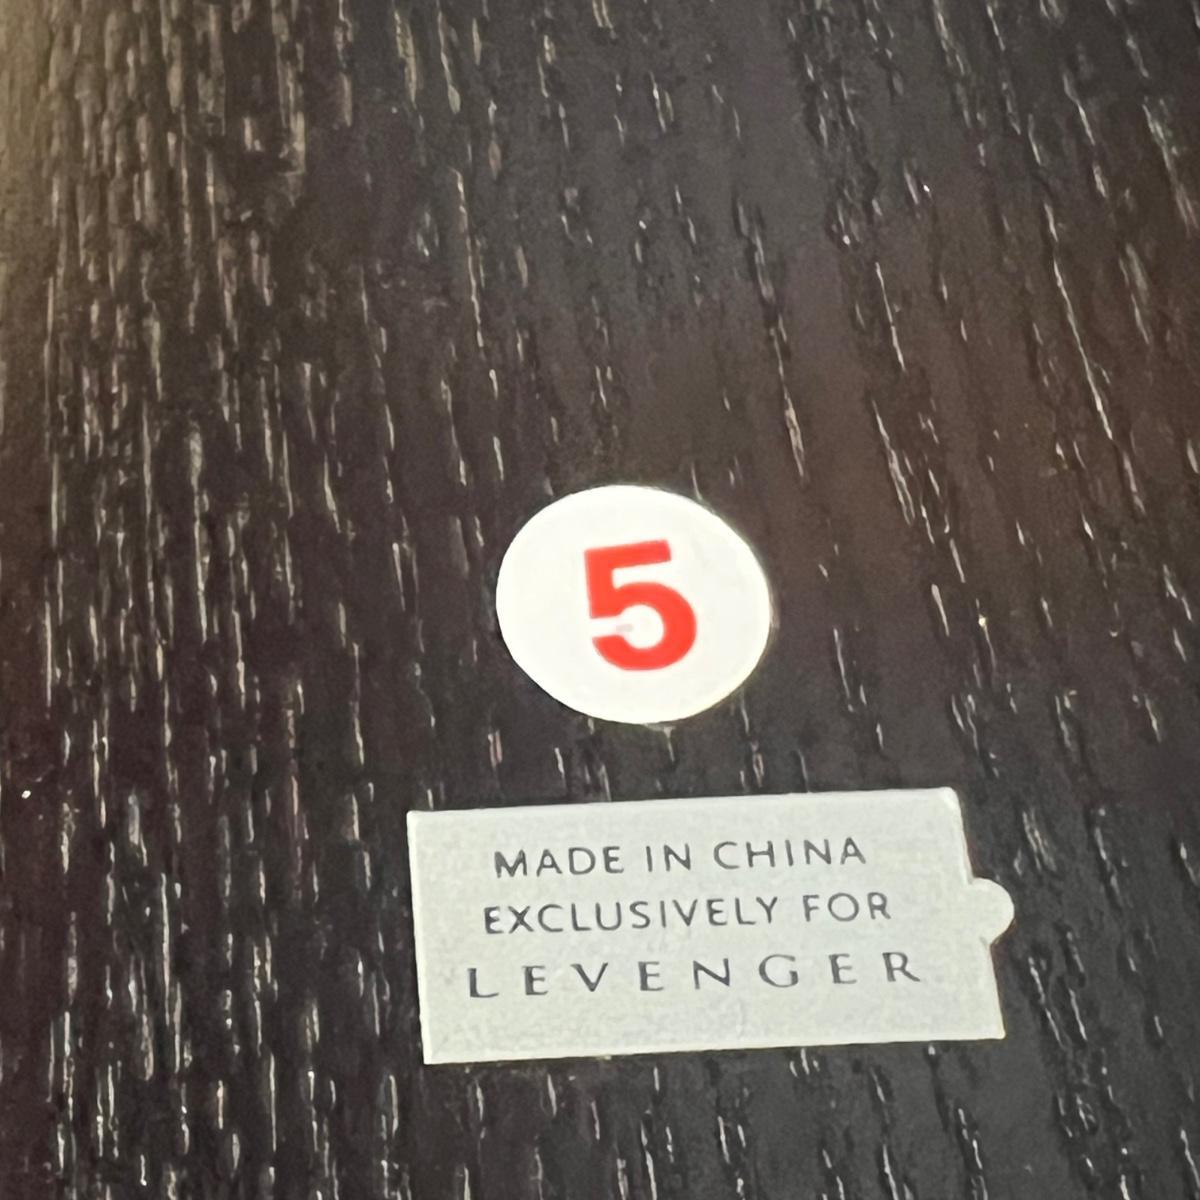 5
MADE IN CHINA
EXCLUSIVELY FOR
LEVENGER